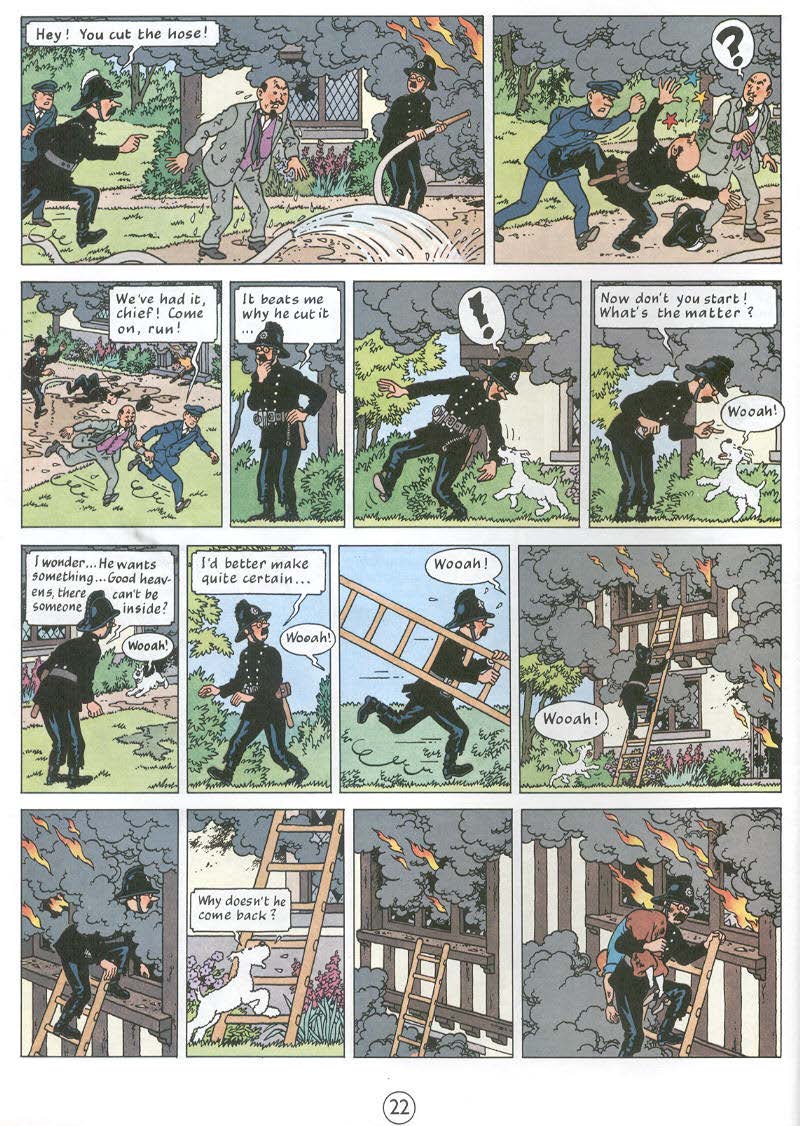 Hey! You cut the hose!
?
We've had it,
chief! Come
on, run!
It beats me
why he cut it
...
!
Now don't you start!
What's the matter?
Wooah!
I wonder... He wants
something... Good heav-
ens, there can't be
someone inside?
Wooah!
I'd better make
quite certain...
Wooah!
Wooah!
Wooah!
Why doesn't he
come back?
22